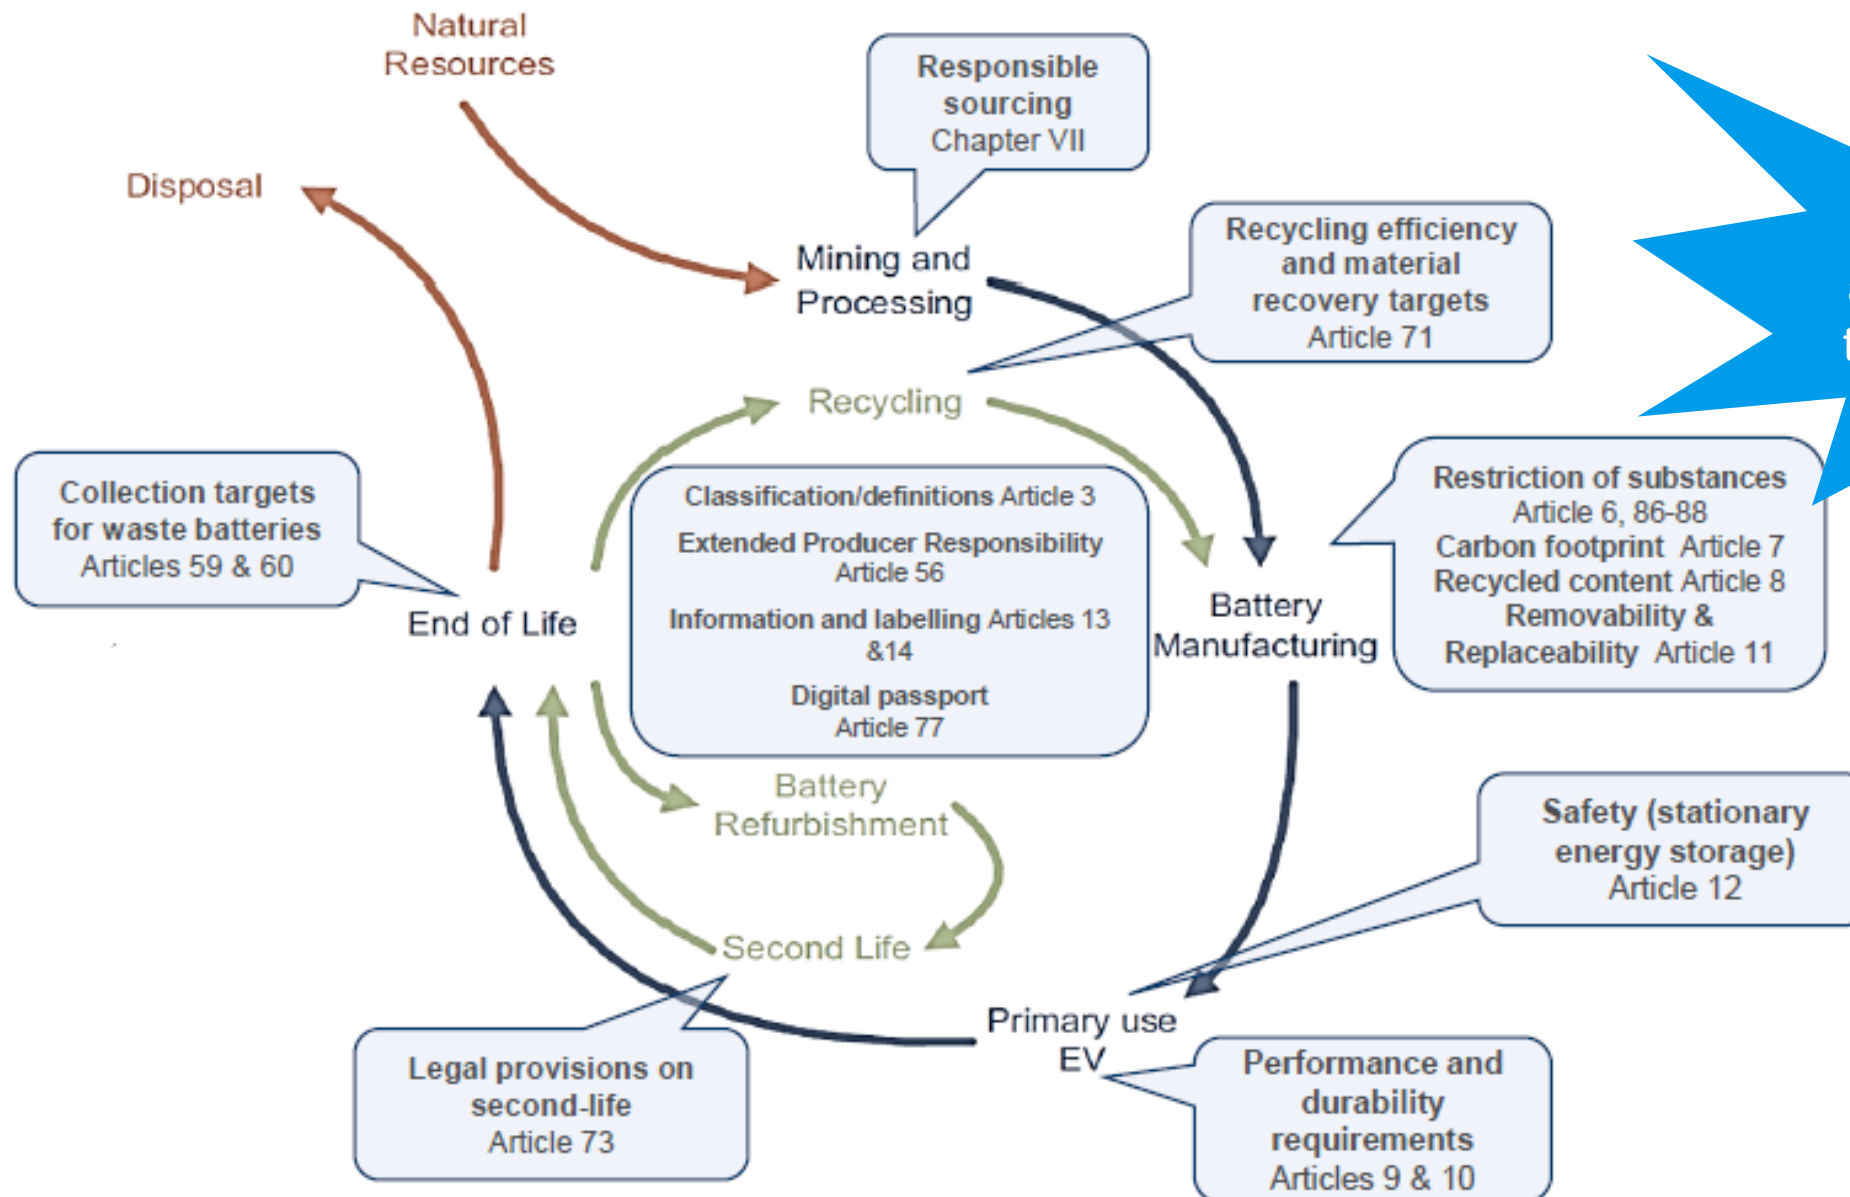 Natural
Resources
Responsible
sourcing
Chapter VII
Disposal
Recycling efficiency
and material
recovery targets
Article 71
Mining and
Processing
Recycling
Collection targets
for waste batteries
Articles 59 & 60
Classification/definitions Article 3
Extended Producer Responsibility
Article 56
Information and labelling Articles 13
&14
Digital passport
Article 77
Restriction of substances
Article 6, 86-88
Carbon footprint Article 7
Recycled content Article 8
Removability &
Replaceability Article 11
End of Life
Battery
Manufacturing
Battery
Refurbishment
Safety (stationary
energy storage)
Article 12
Second Life
Primary use
EV
Legal provisions on
second-life
Article 73
Performance and
durability
requirements
Articles 9 & 10